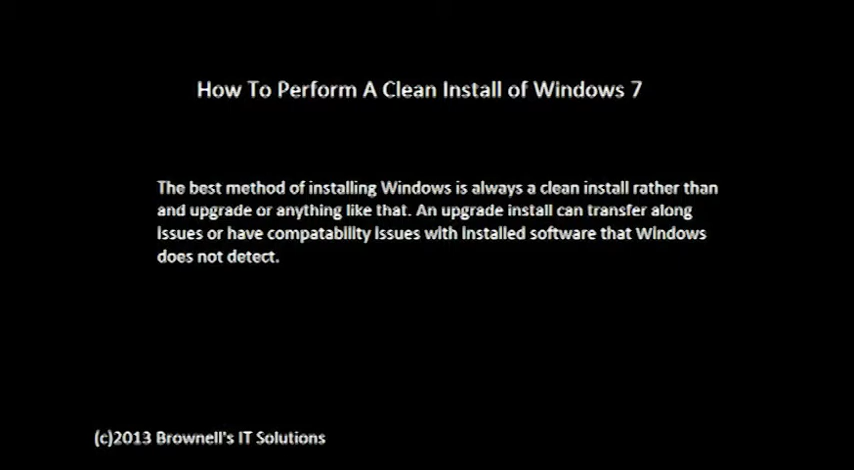 How To Perform A Clean Install of Windows 7
The best method of installing Windows is always a clean install rather than
and upgrade or anything like that. An upgrade install can transfer along
issues or have compatability issues with installed software that Windows
does not detect.
(c)2013 Brownell's IT Solutions